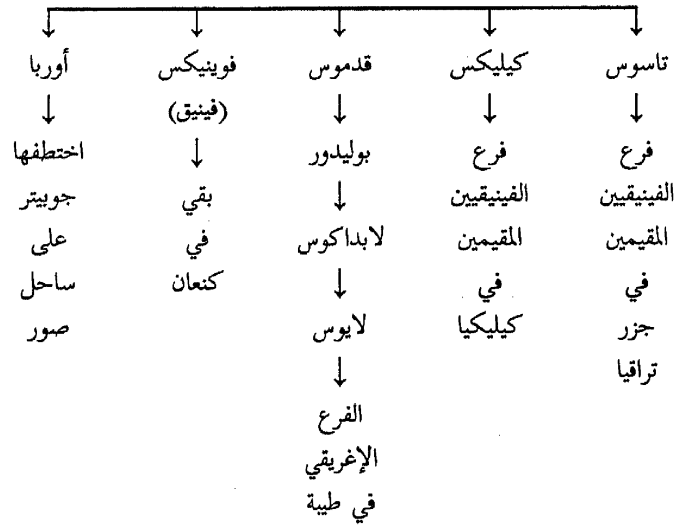 تاسوس
فرع
الفينيقيين
المقيمين
في
جزر
تراقيا
كيليكس
فرع
الفينيقيين
المقيمين
في
كيليكيا
قدموس
بوليدور
لابداكوس
لايوس
الفرع
الإغريقي
في طيبة
فوينيكس
(فينيق)
بقي
في
كنعان
أوربا
اختطفها
جوبيتر
على
ساحل
صور